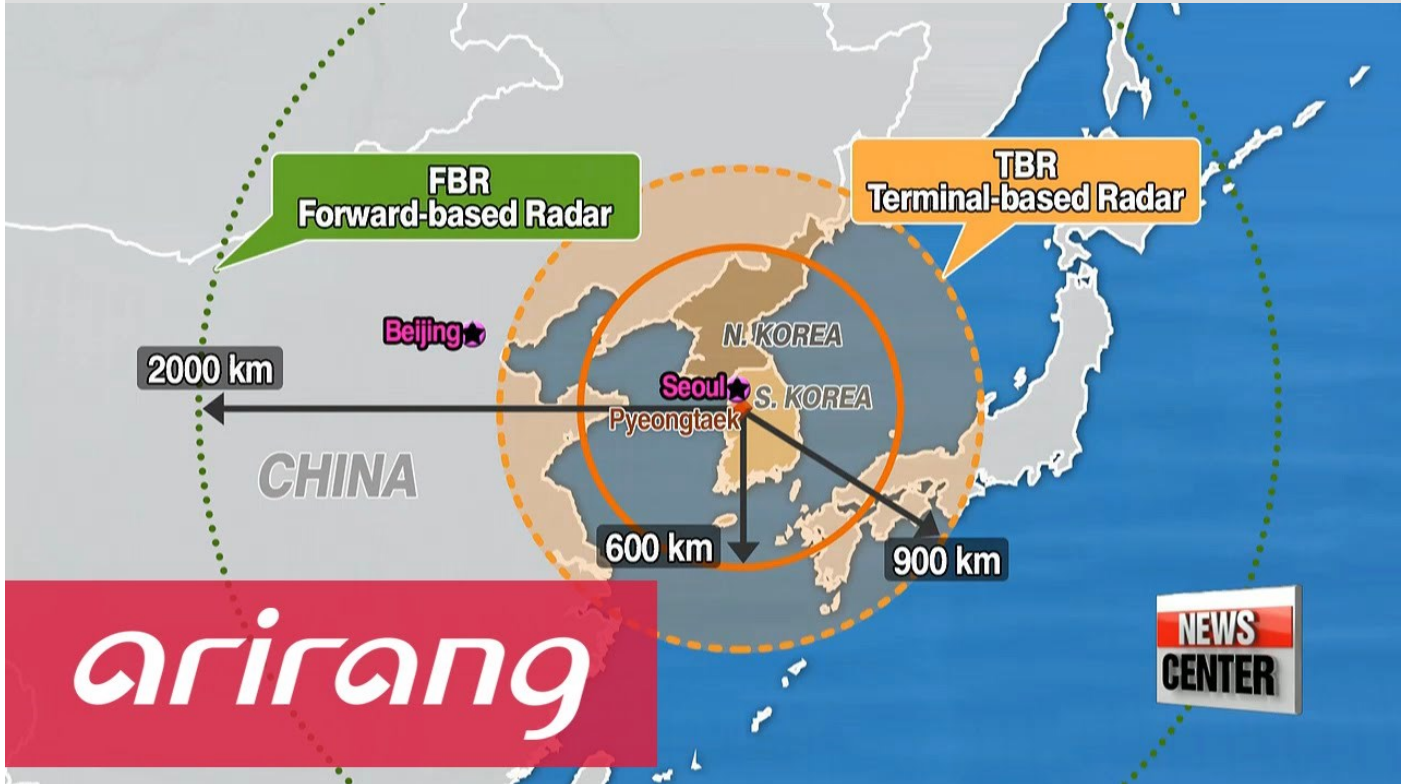 FBR
Forward-based Radar
TBR
Terminal-based Radar
Beijing
N. KOREA
2000 km
Seoul
S. KOREA
Pyeongtaek
CHINA
600 km
900 km
arirang
NEWS
CENTER